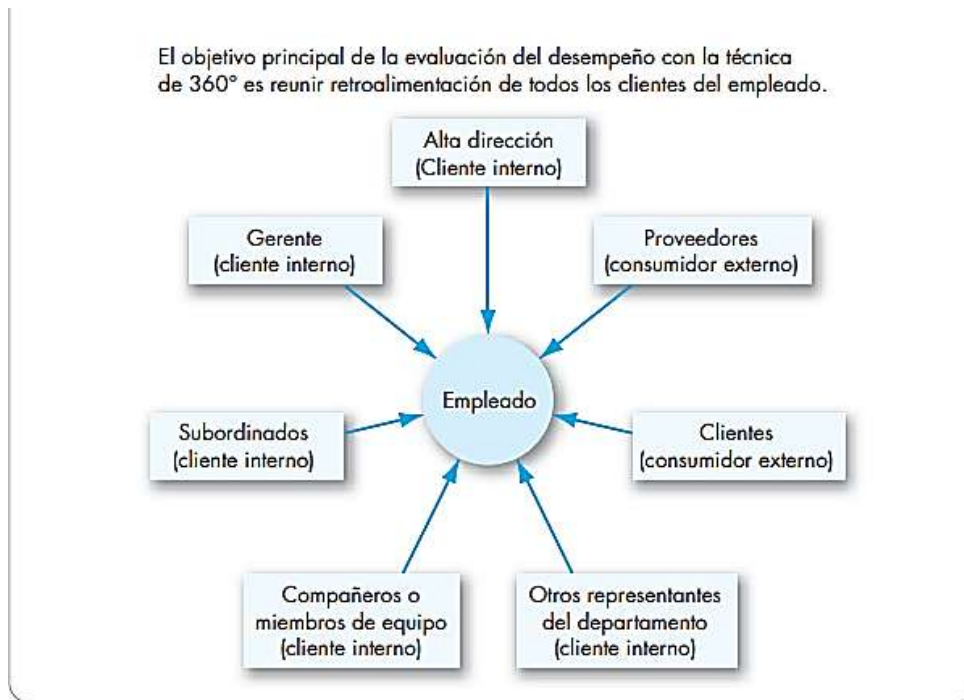 El objetivo principal de la evaluación del desempeño con la técnica
de 360° es reunir retroalimentación de todos los clientes del empleado.
Alta dirección
(Cliente interno)
Gerente
(cliente interno)
Proveedores
(consumidor externo)
Empleado
Subordinados
(cliente interno)
Clientes
(consumidor externo)
Compañeros o
miembros de equipo
(cliente interno)
Otros representantes
del departamento
(cliente interno)